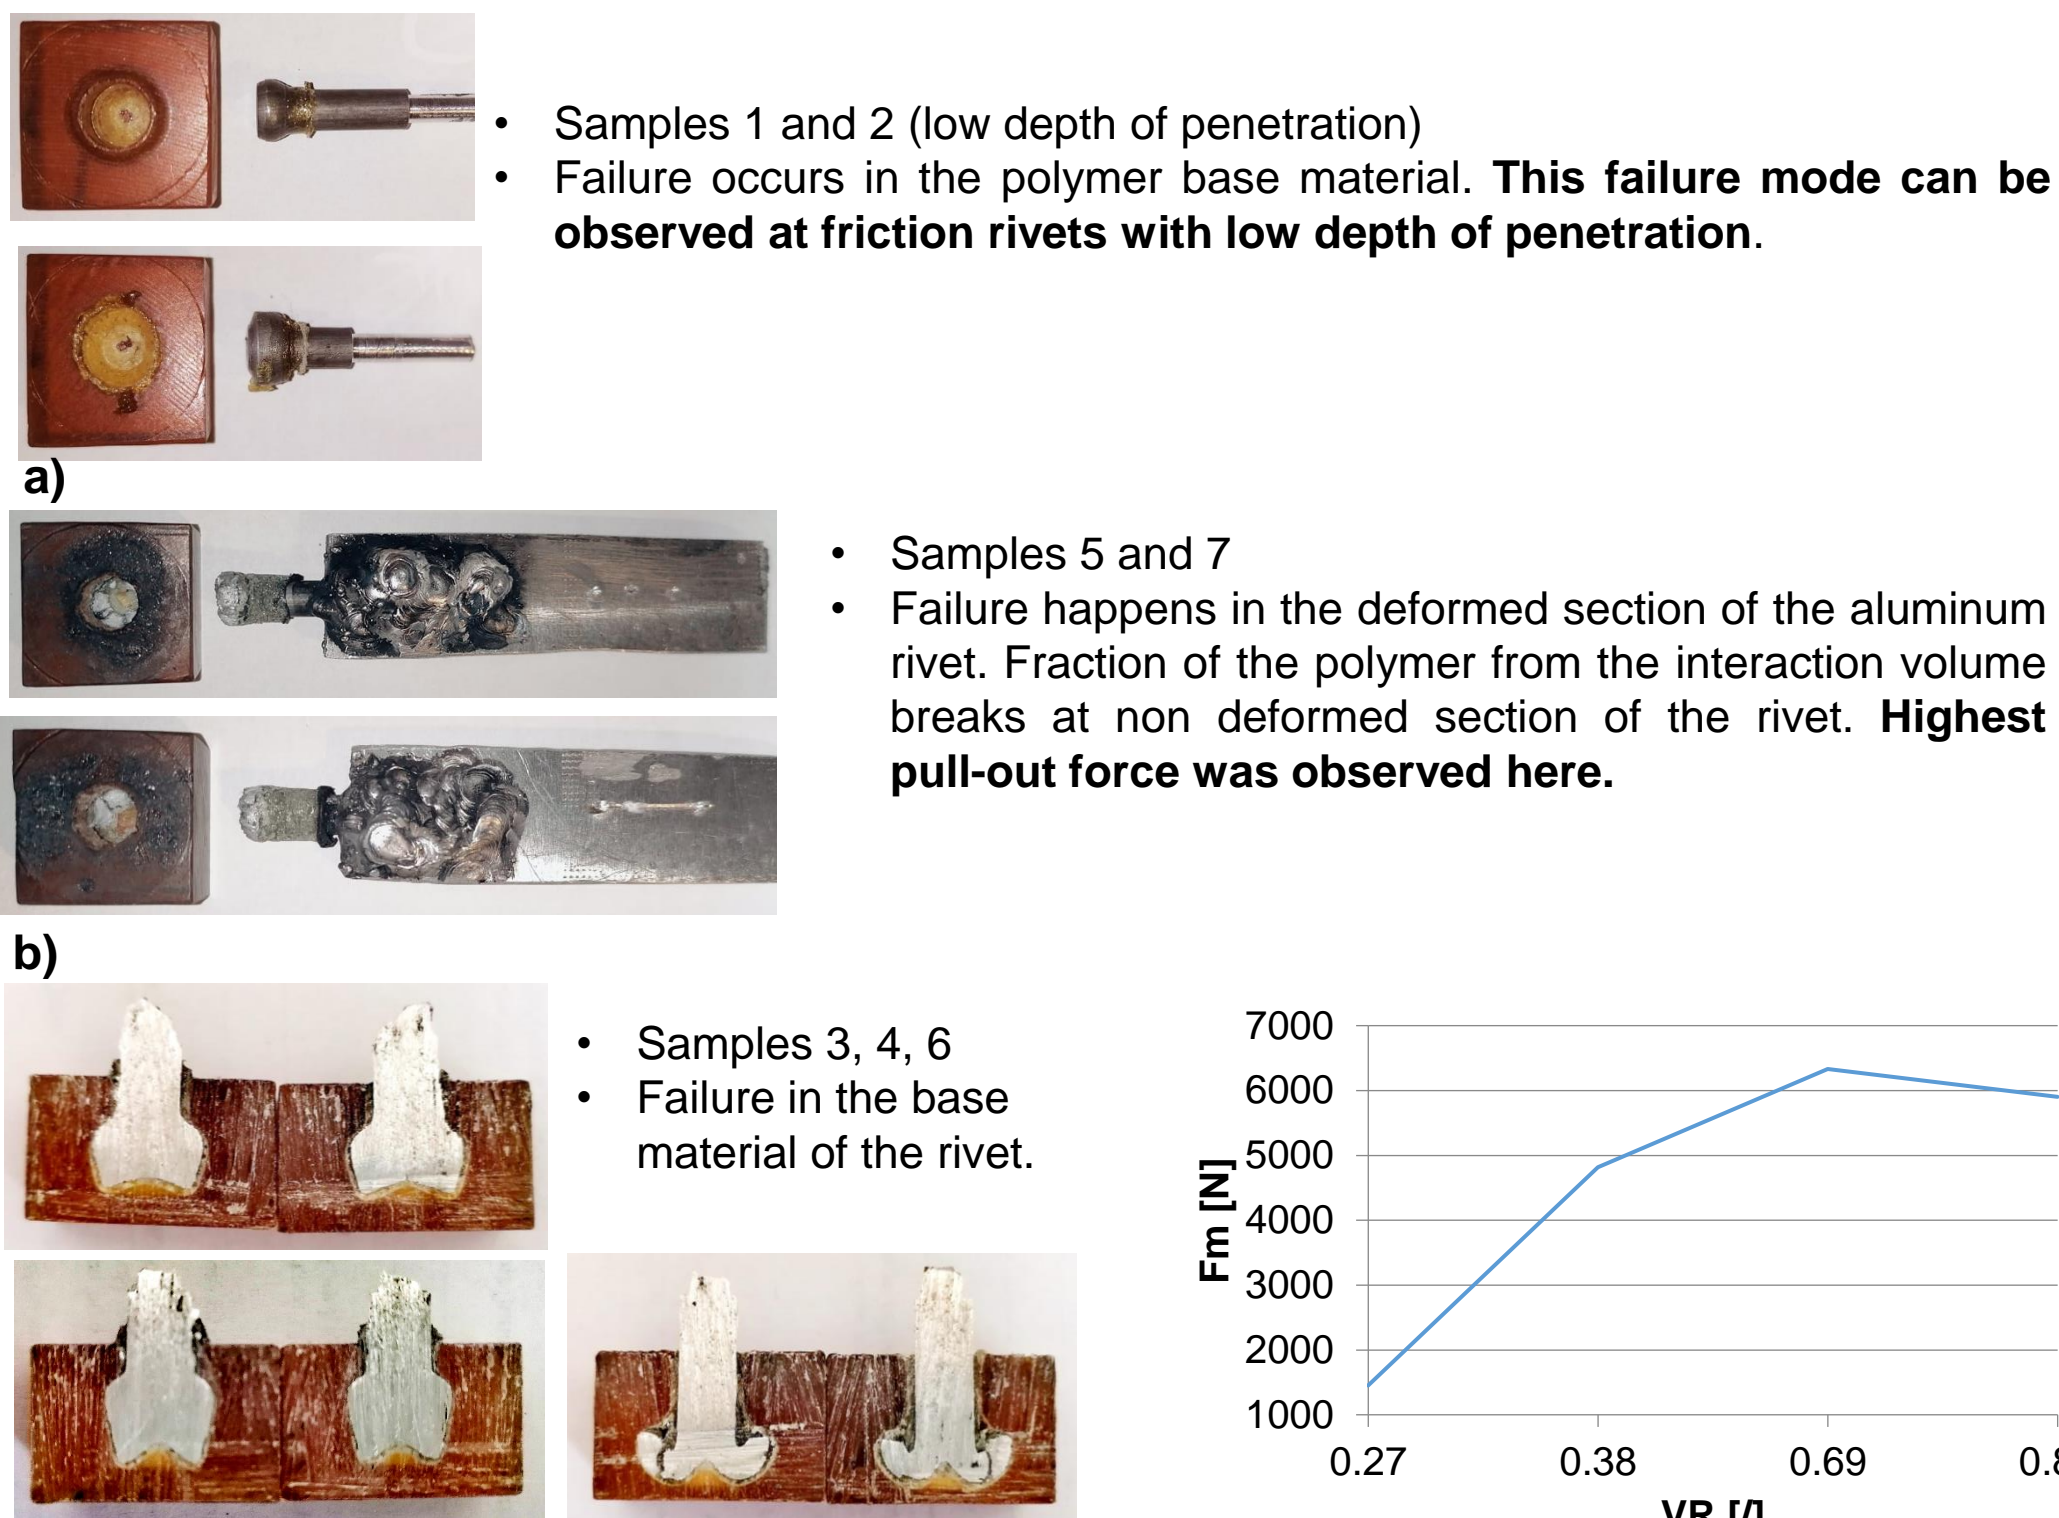 • Samples 1 and 2 (low depth of penetration)
• Failure occurs in the polymer base material. This failure mode can be
observed at friction rivets with low depth of penetration.
a)
• Samples 5 and 7
• Failure happens in the deformed section of the aluminum
rivet. Fraction of the polymer from the interaction volume
breaks at non deformed section of the rivet. Highest
pull-out force was observed here.
b)
• Samples 3, 4, 6
• Failure in the base
material of the rivet.
7000
6000
5000
4000
3000
2000
1000
Fm [N]
0.27 0.38 0.69
VR [/]